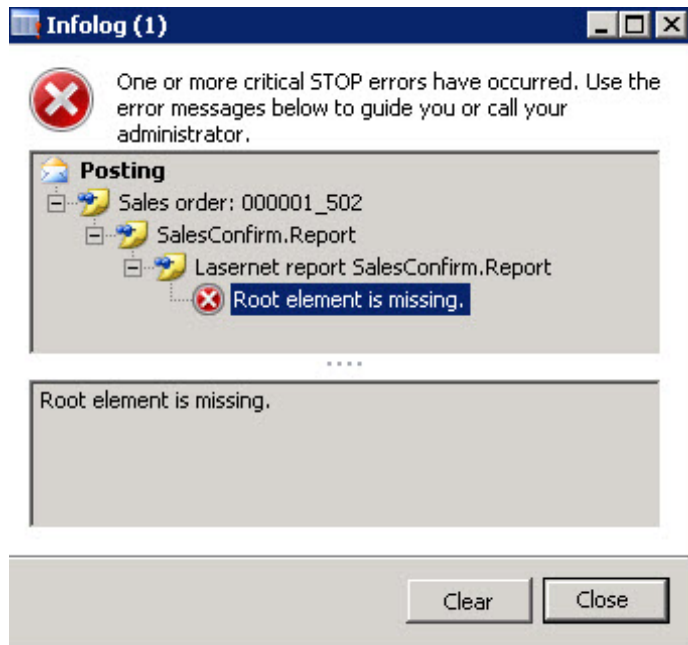 Infolog (1)
One or more critical STOP errors have occurred. Use the
error messages below to guide you or call your
administrator.
Posting
Sales order: 000001_502
SalesConfirm.Report
Lasernet report SalesConfirm.Report
Root element is missing.
Root element is missing.
Clear
Close